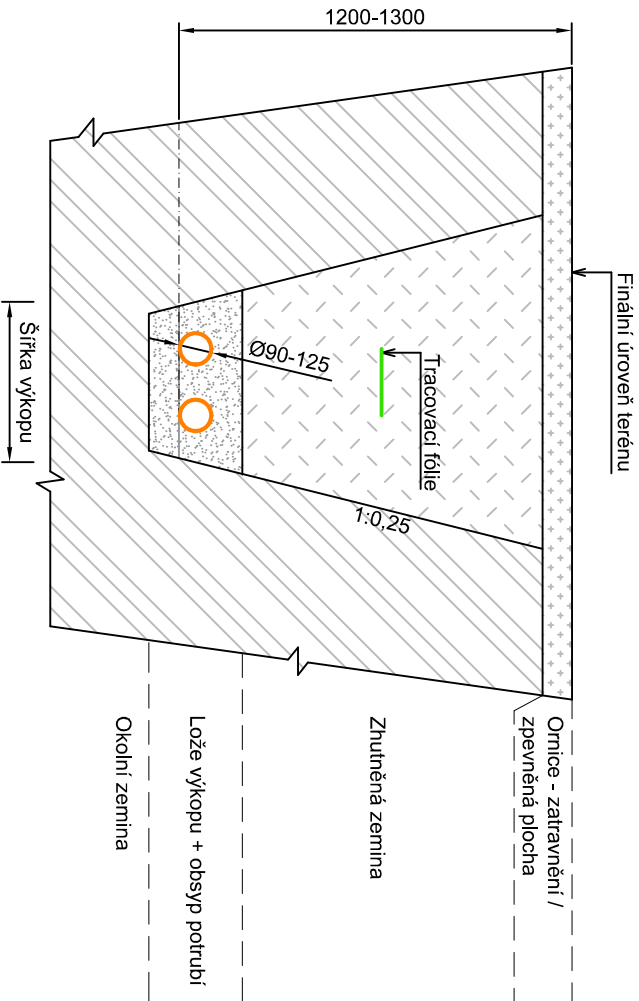 1200-1300
Finální úroveň terénu
Ø90-125
Tracovací fólie
1:0,25
Šířka výkopu
Ornice - zatravnění /
zpevněná plocha
Zhutněná zemina
Lože výkopu + obsyp potrubí
Okolní zemina